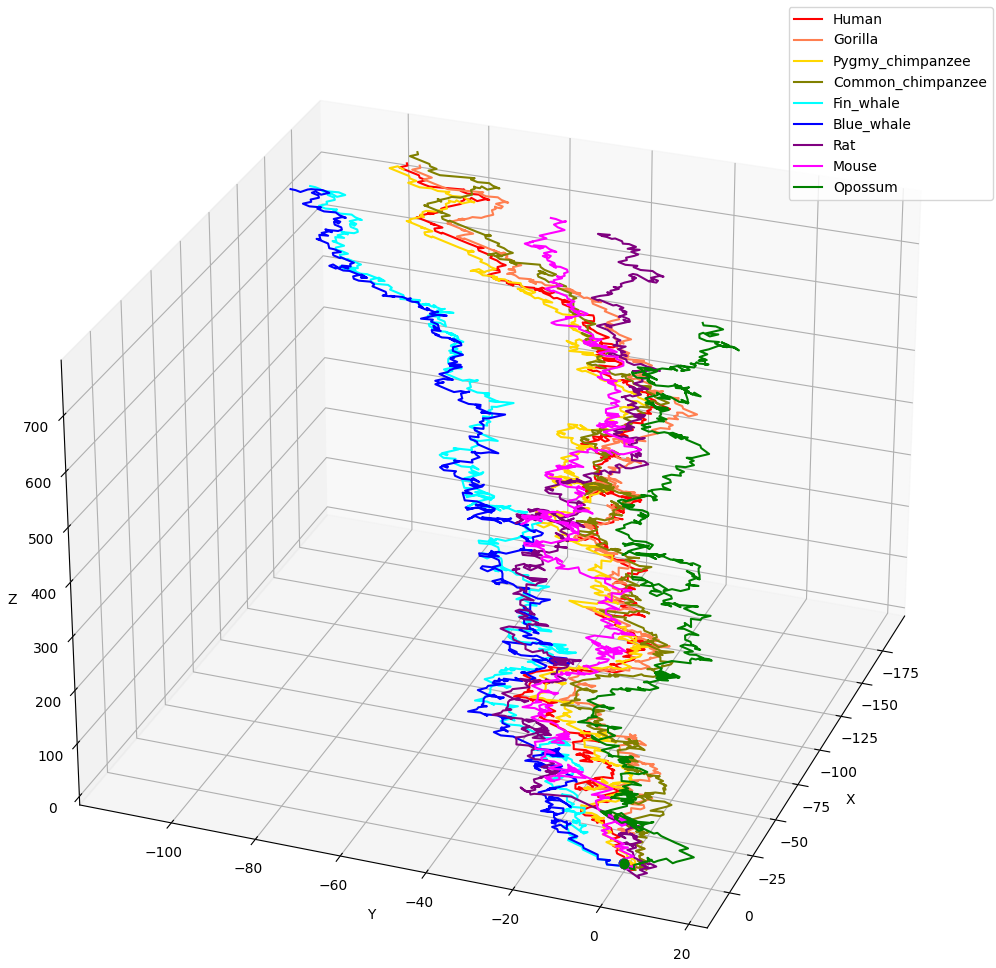 Human
Gorilla
Pygmy_chimpanzee
Common_chimpanzee
Fin_whale
Blue_whale
Rat
Mouse
Opossum
700
600
500
400
300
200
100
0
Z
−100
−80
−60
−40
−20
0
20
Y
−175
−150
−125
−100
−75
−50
−25
0
X